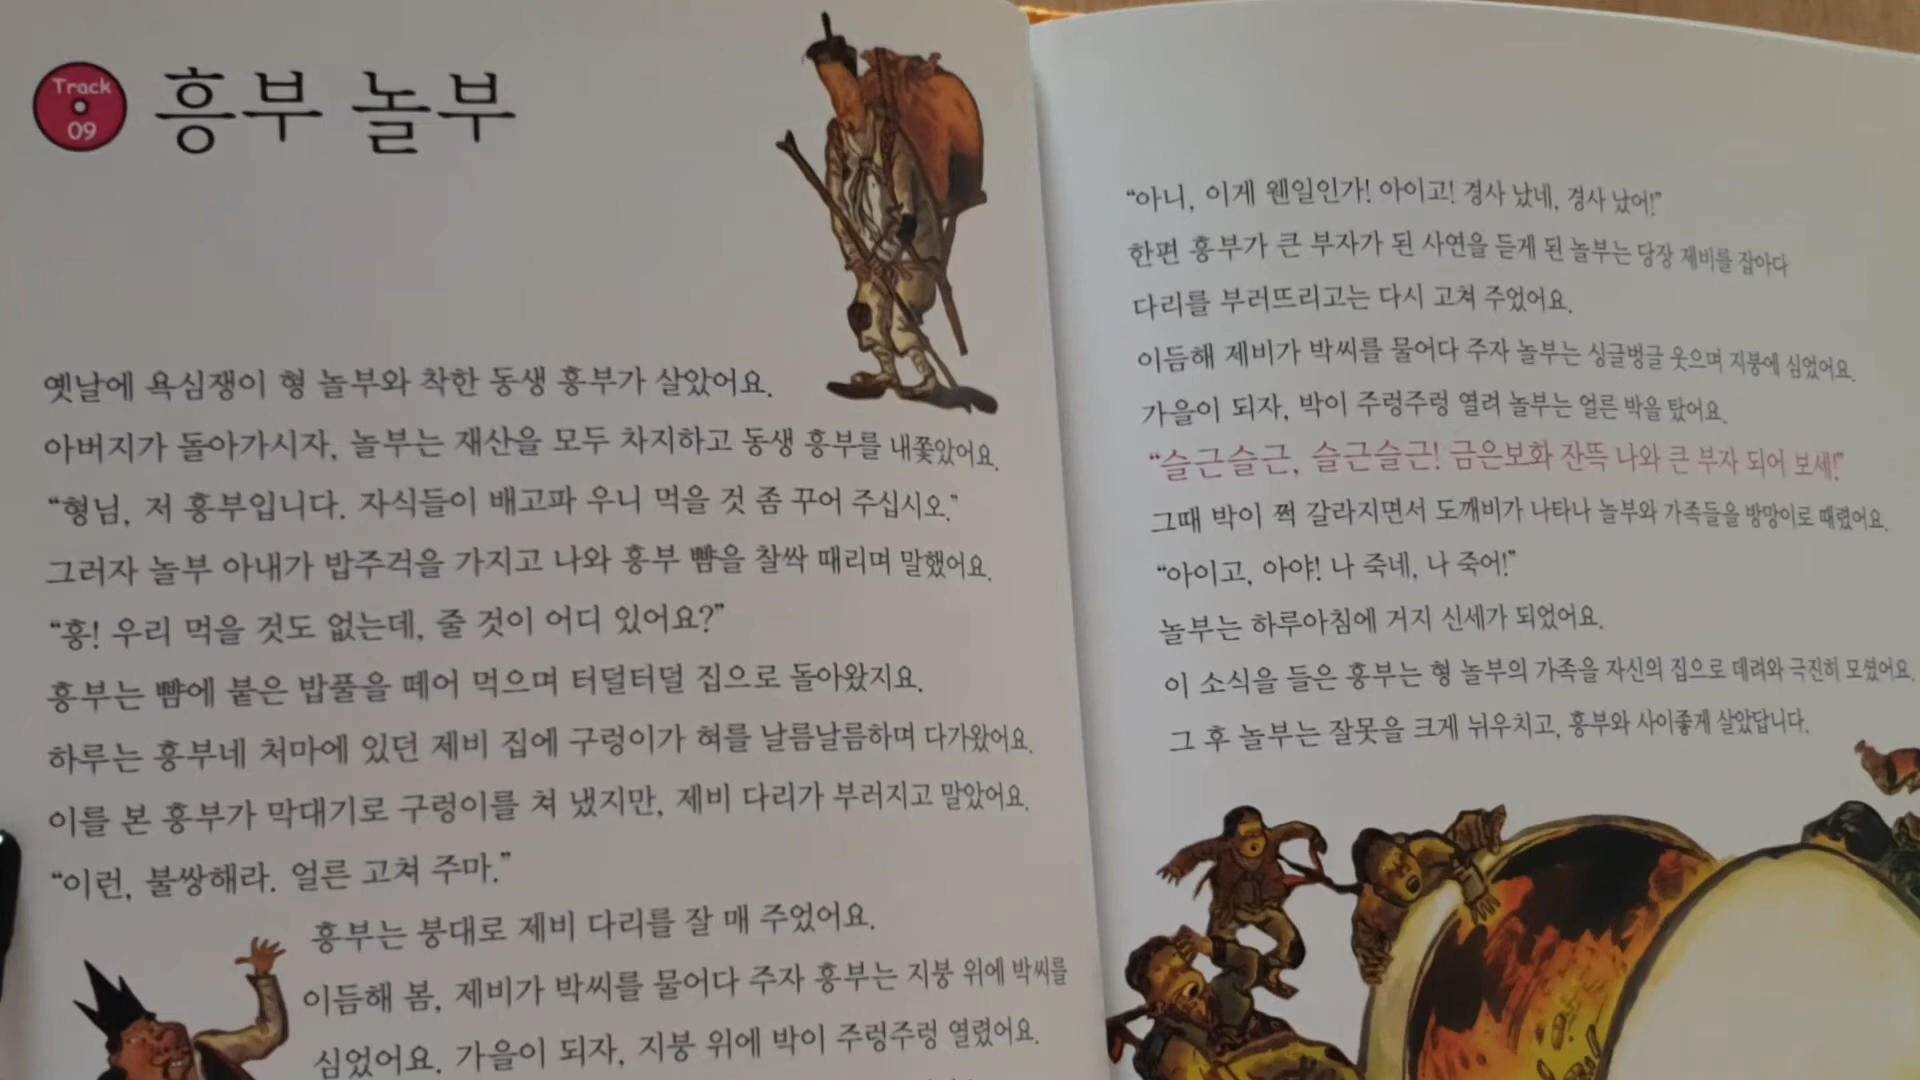 Track
09
흥부 놀부
옛날에 욕심쟁이 형 놀부와 착한 동생 흥부가 살았어요.
아버지가 돌아가시자, 놀부는 재산을 모두 차지하고 동생 흥부를 내쫓았어요.
“형님, 저 흥부입니다. 자식들이 배고파 우니 먹을 것 좀 꾸어 주십시오.”
그러자 놀부 아내가 밥주걱을 가지고 나와 흥부 뺨을 찰싹 때리며 말했어요.
“흥! 우리 먹을 것도 없는데, 줄 것이 어디 있어요?”
흥부는 뺨에 붙은 밥풀을 떼어 먹으며 터덜터덜 집으로 돌아왔지요.
하루는 흥부네 처마에 있던 제비 집에 구렁이가 혀를 날름날름하며 다가왔어요.
이를 본 흥부가 막대기로 구렁이를 쳐 냈지만, 제비 다리가 부러지고 말았어요.
“이런, 불쌍해라. 얼른 고쳐 주마.”
흥부는 붕대로 제비 다리를 잘 매 주었어요.
이듬해 봄, 제비가 박씨를 물어다 주자 흥부는 지붕 위에 박씨를
심었어요. 가을이 되자, 지붕 위에 박이 주렁주렁 열렸어요.
“아니, 이게 웬일인가! 아이고! 경사 났네, 경사 났어!”
한편 흥부가 큰 부자가 된 사연을 듣게 된 놀부는 당장 제비를 잡아다
다리를 부러뜨리고는 다시 고쳐 주었어요.
이듬해 제비가 박씨를 물어다 주자 놀부는 싱글벙글 웃으며 지붕에 심었어요.
가을이 되자, 박이 주렁주렁 열려 놀부는 얼른 박을 탔어요.
“슬근슬근, 슬근슬근! 금은보화 잔뜩 나와 큰 부자 되어 보세!”
그때 박이 쩍 갈라지면서 도깨비가 나타나 놀부와 가족들을 방망이로 때렸어요.
“아이고, 아야! 나 죽네, 나 죽어!”
놀부는 하루아침에 거지 신세가 되었어요.
이 소식을 들은 흥부는 형 놀부의 가족을 자신의 집으로 데려와 극진히 모셨어요.
그 후 놀부는 잘못을 크게 뉘우치고, 흥부와 사이좋게 살았답니다.